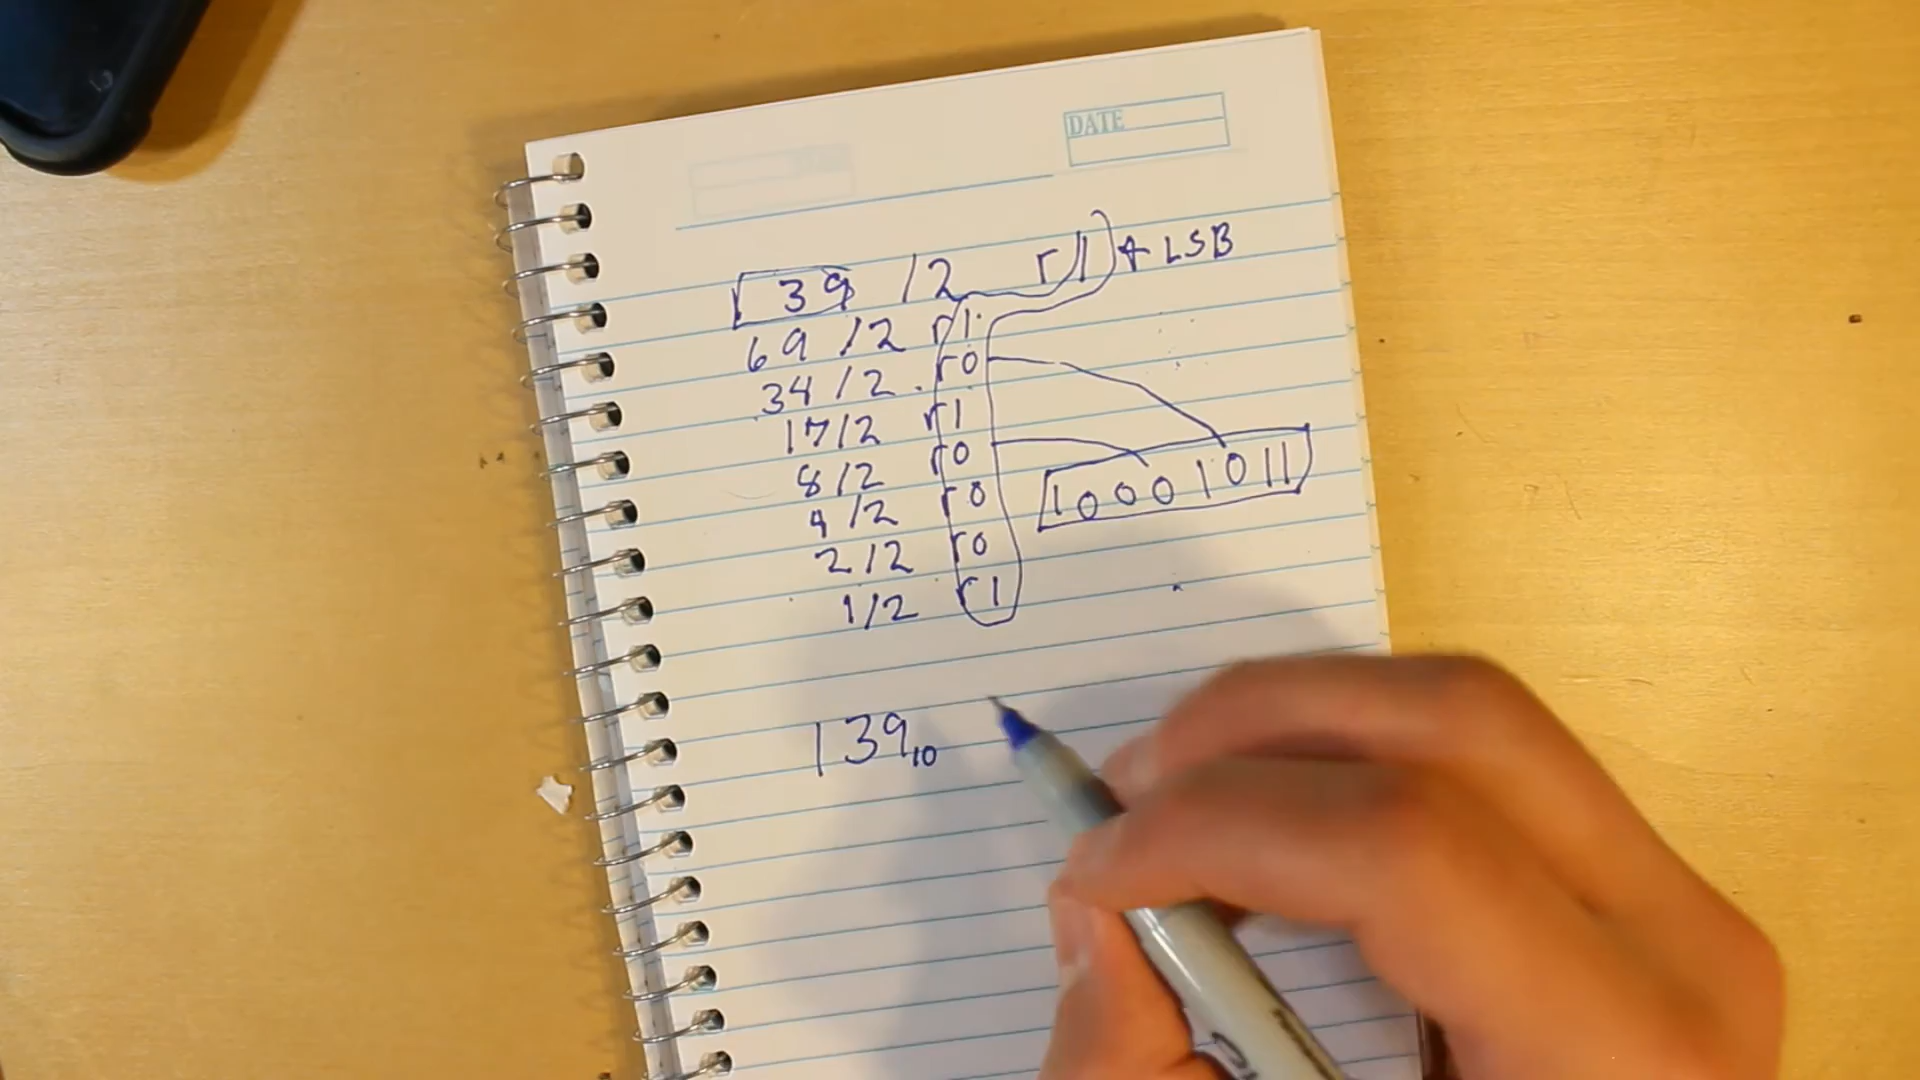 DATE
139 /2 r1 ← LSB
69 /2 r1
34 /2 r0
17/2 r1
8/2 r0
4/2 r0
2/2 r0
1/2 r1
10001011
139₁₀